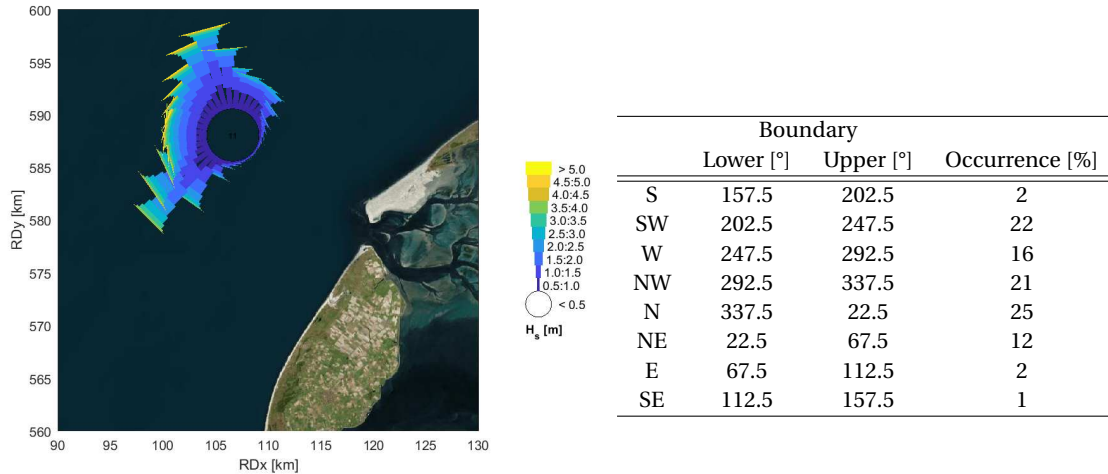 600
595
590
585
580
575
570
565
560
RDy [km]
90 95 100 105 110 115 120 125 130
RDx [km]
> 5.0
4.5:5.0
4.0:4.5
3.5:4.0
3.0:3.5
2.5:3.0
2.0:2.5
1.5:2.0
1.0:1.5
0.5:1.0
< 0.5
H_s [m]
Boundary
Lower [°] Upper [°] Occurrence [%]
S 157.5 202.5 2
SW 202.5 247.5 22
W 247.5 292.5 16
NW 292.5 337.5 21
N 337.5 22.5 25
NE 22.5 67.5 12
E 67.5 112.5 2
SE 112.5 157.5 1